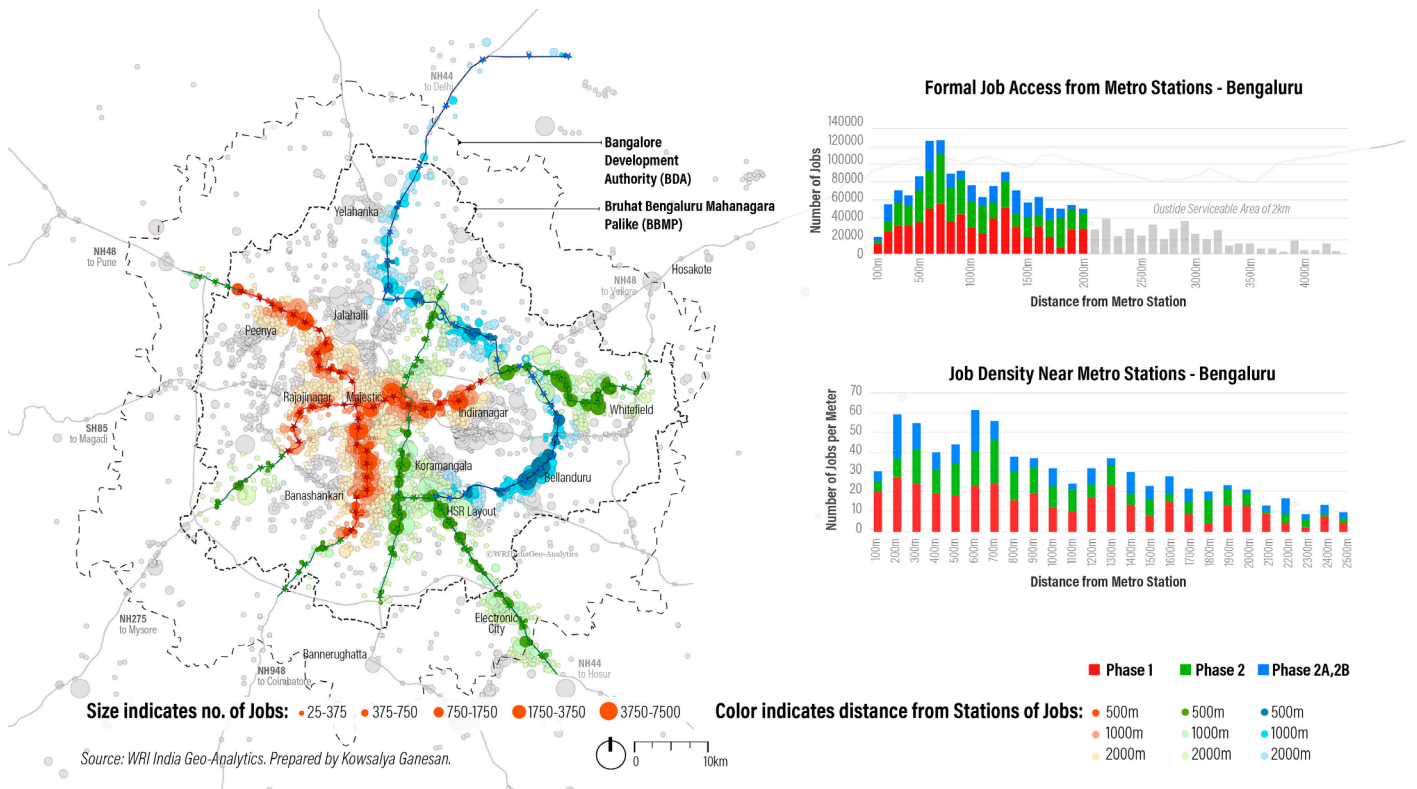 NH44
to Delhi
Bangalore
Development
Authority (BDA)
Bruhat Bengaluru Mahanagara
Palike (BBMP)
Yelahanka
NH48
to Pune
Hosakote
NH48
to Vellore
Jalahalli
Peenya
Rajajinagar
Majestic
Indiranagar
Whitefield
SH85
to Magadi
Koramangala
Bellanduru
Banashankari
HSR Layout
©WRIIndiaGeo-Analytics
Electronic
City
NH275
to Mysore
Bannerughatta
NH948
to Coimbatore
NH44
to Hosur
Size indicates no. of Jobs:
25-375
375-750
750-1750
1750-3750
3750-7500
Source: WRI India Geo-Analytics. Prepared by Kowsalya Ganesan.
0
10km
Formal Job Access from Metro Stations - Bengaluru
Number of Jobs
140000
120000
100000
80000
60000
40000
20000
0
Oustide Serviceable Area of 2km
100m
500m
1000m
1500m
2000m
25000m
3000m
3500m
4000m
Distance from Metro Station
Job Density Near Metro Stations - Bengaluru
Number of Jobs per Meter
70
60
50
40
30
20
10
0
100m
200m
300m
400m
500m
600m
700m
800m
900m
1000m
1100m
1200m
1300m
1400m
1500m
1600m
1700m
1800m
1900m
2000m
2100m
2200m
2300m
2400m
2500m
Distance from Metro Station
Phase 1
Phase 2
Phase 2A,2B
Color indicates distance from Stations of Jobs:
500m
500m
500m
1000m
1000m
1000m
2000m
2000m
2000m